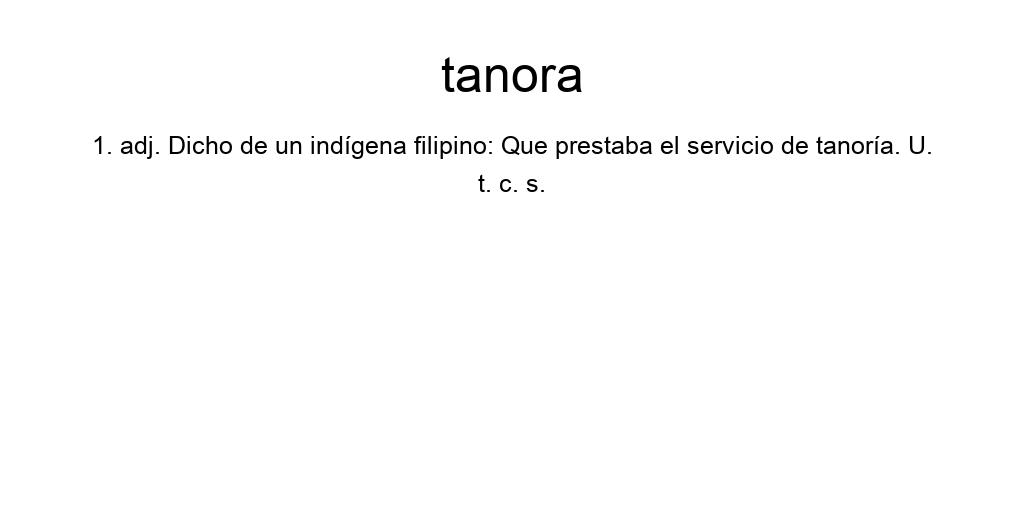 tanora
1. adj. Dicho de un indígena filipino: Que prestaba el servicio de tanoría. U.
t. c. s.